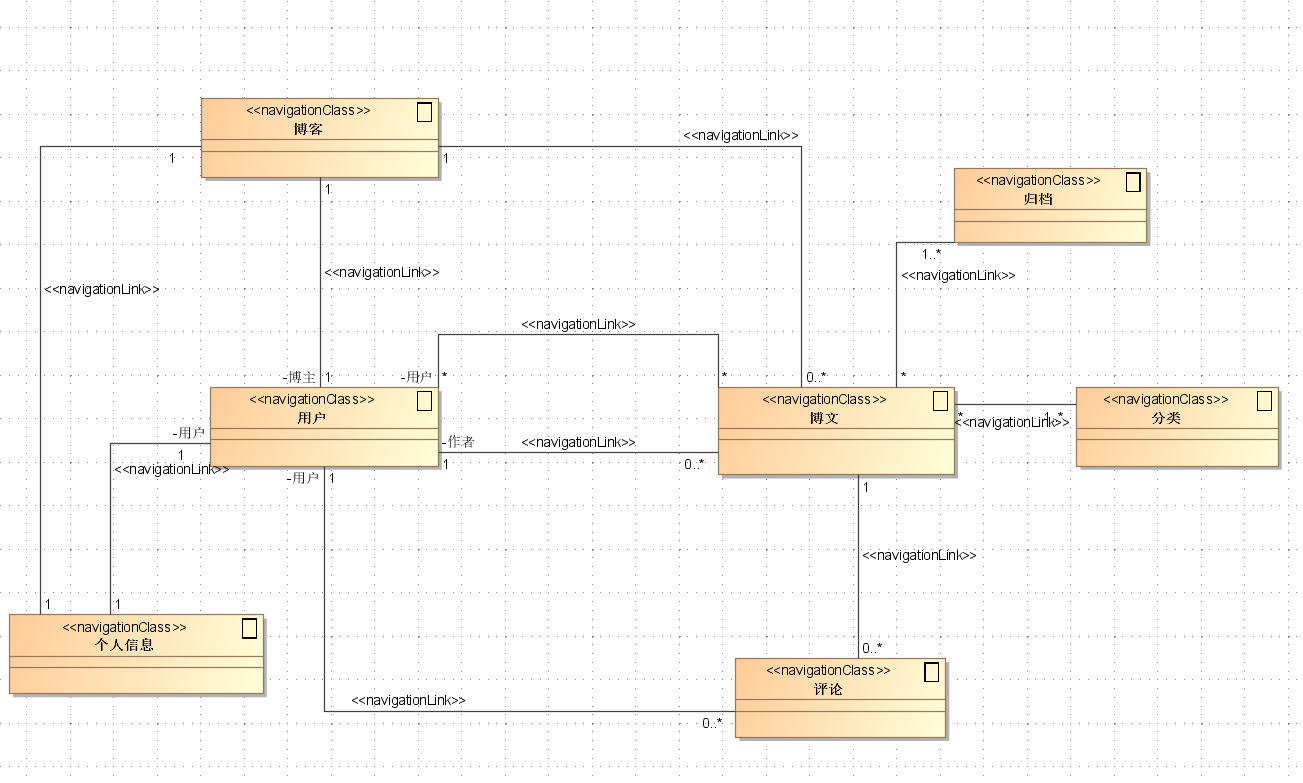 <<navigationClass>>
博客
1
1
1
<<navigationLink>>
<<navigationClass>>
归档
1..*
<<navigationLink>>
<<navigationLink>>
<<navigationLink>>
<<navigationLink>>
-博主
1
-用户
*
*
0..*
*
<<navigationClass>>
用户
<<navigationClass>>
博文
<<navigationClass>>
分类
*
1..*
<<navigationLink>>
-用户
1
<<navigationLink>>
-作者
1
<<navigationLink>>
0..*
-用户
1
1
<<navigationLink>>
1
1
<<navigationClass>>
个人信息
0..*
<<navigationClass>>
评论
<<navigationLink>>
0..*